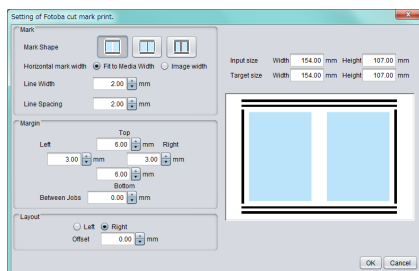 Setting of Fotoba cut mark print.
Mark
Mark Shape
Horizontal mark width Fit to Media Width Image width
Line Width 2.00 mm
Line Spacing 2.00 mm
Margin
Top
Left 6.00 mm Right
3.00 mm 3.00 mm
6.00 mm
Bottom
Between Jobs 0.00 mm
Layout
Left Right
Offset 0.00 mm
Input size Width 154.00 mm Height 107.00 mm
Target size Width 154.00 mm Height 107.00 mm
OK Cancel